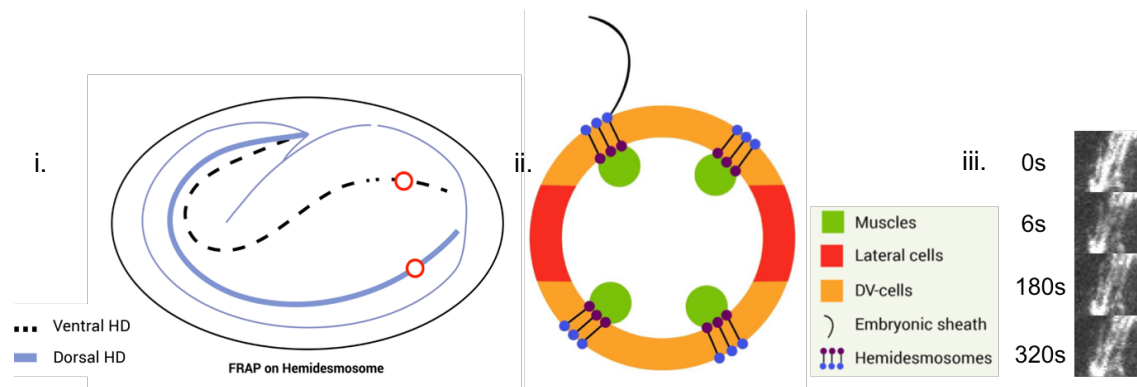 i.
Ventral HD
Dorsal HD
FRAP on Hemidesmosome
ii.
Muscles
Lateral cells
DV-cells
Embryonic sheath
Hemidesmosomes
iii.
0s
6s
180s
320s